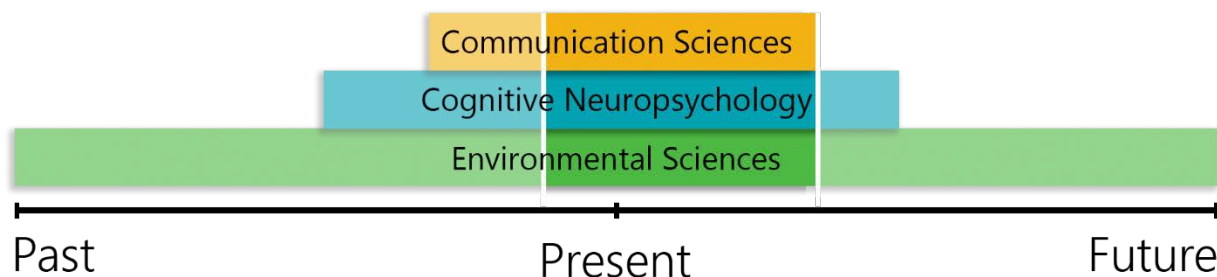 Communication Sciences
Cognitive Neuropsychology
Environmental Sciences
Past Present Future